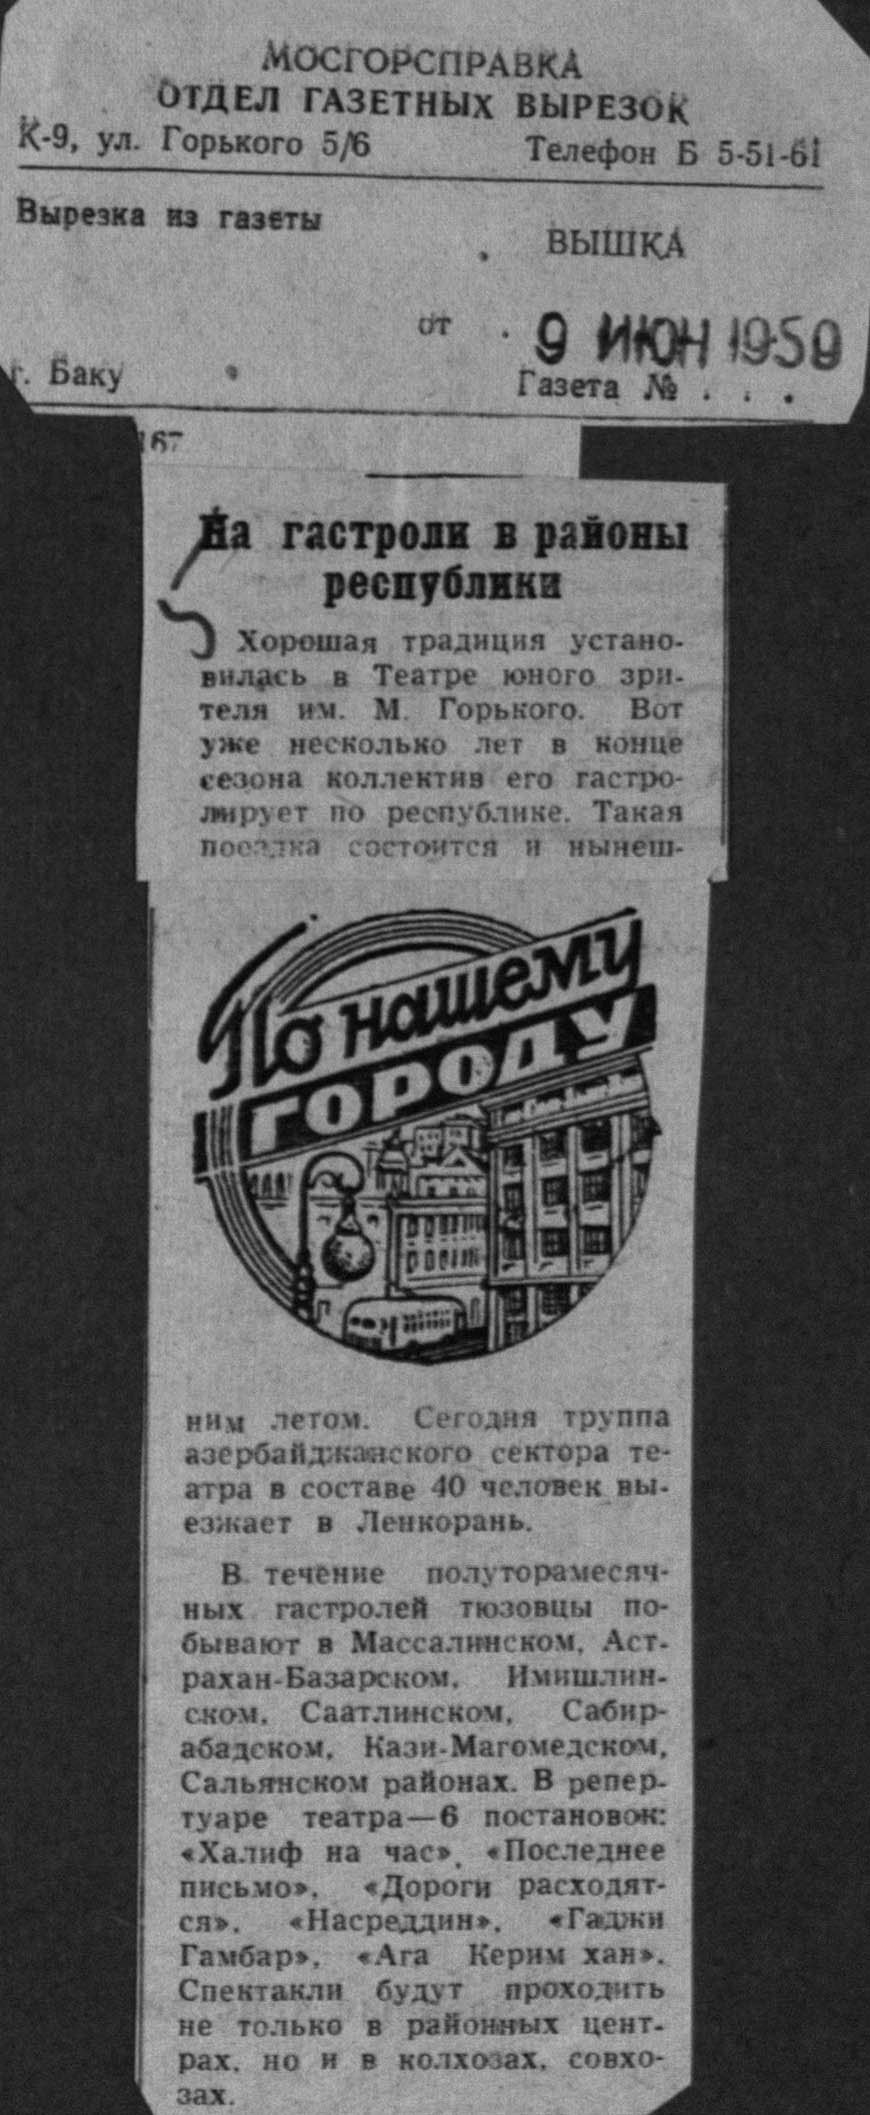 МОСГОРСПРАВКА
ОТДЕЛ ГАЗЕТНЫХ ВЫРЕЗОК
К-9, ул. Горького 5/6 Телефон Б 5-51-61
Вырезка из газеты
ВЫШКА
от . 9 ИЮН 1959
г. Баку Газета № . . .
167
На гастроли в районы
республики
Хорошая традиция устано-
вилась в Театре юного зри-
теля им. М. Горького. Вот
уже несколько лет в конце
сезона коллектив его гастро-
лирует по республике. Такая
поездка состоится и нынеш-
По нашему
ГОРОДУ
ним летом. Сегодня труппа
азербайджанского сектора те-
атра в составе 40 человек вы-
езжает в Ленкорань.
В течение полуторамесяч-
ных гастролей тюзовцы по-
бывают в Массалинском, Аст-
рахан-Базарском, Имишлин-
ском, Саатлинском, Сабир-
абадском, Кази-Магомедском,
Сальянском районах. В репер-
туаре театра—6 постановок:
«Халиф на час», «Последнее
письмо», «Дороги расходят-
ся», «Насреддин», «Гаджи
Гамбар», «Ага Керим хан».
Спектакли будут проходить
не только в районных цент-
рах, но и в колхозах, совхо-
зах.